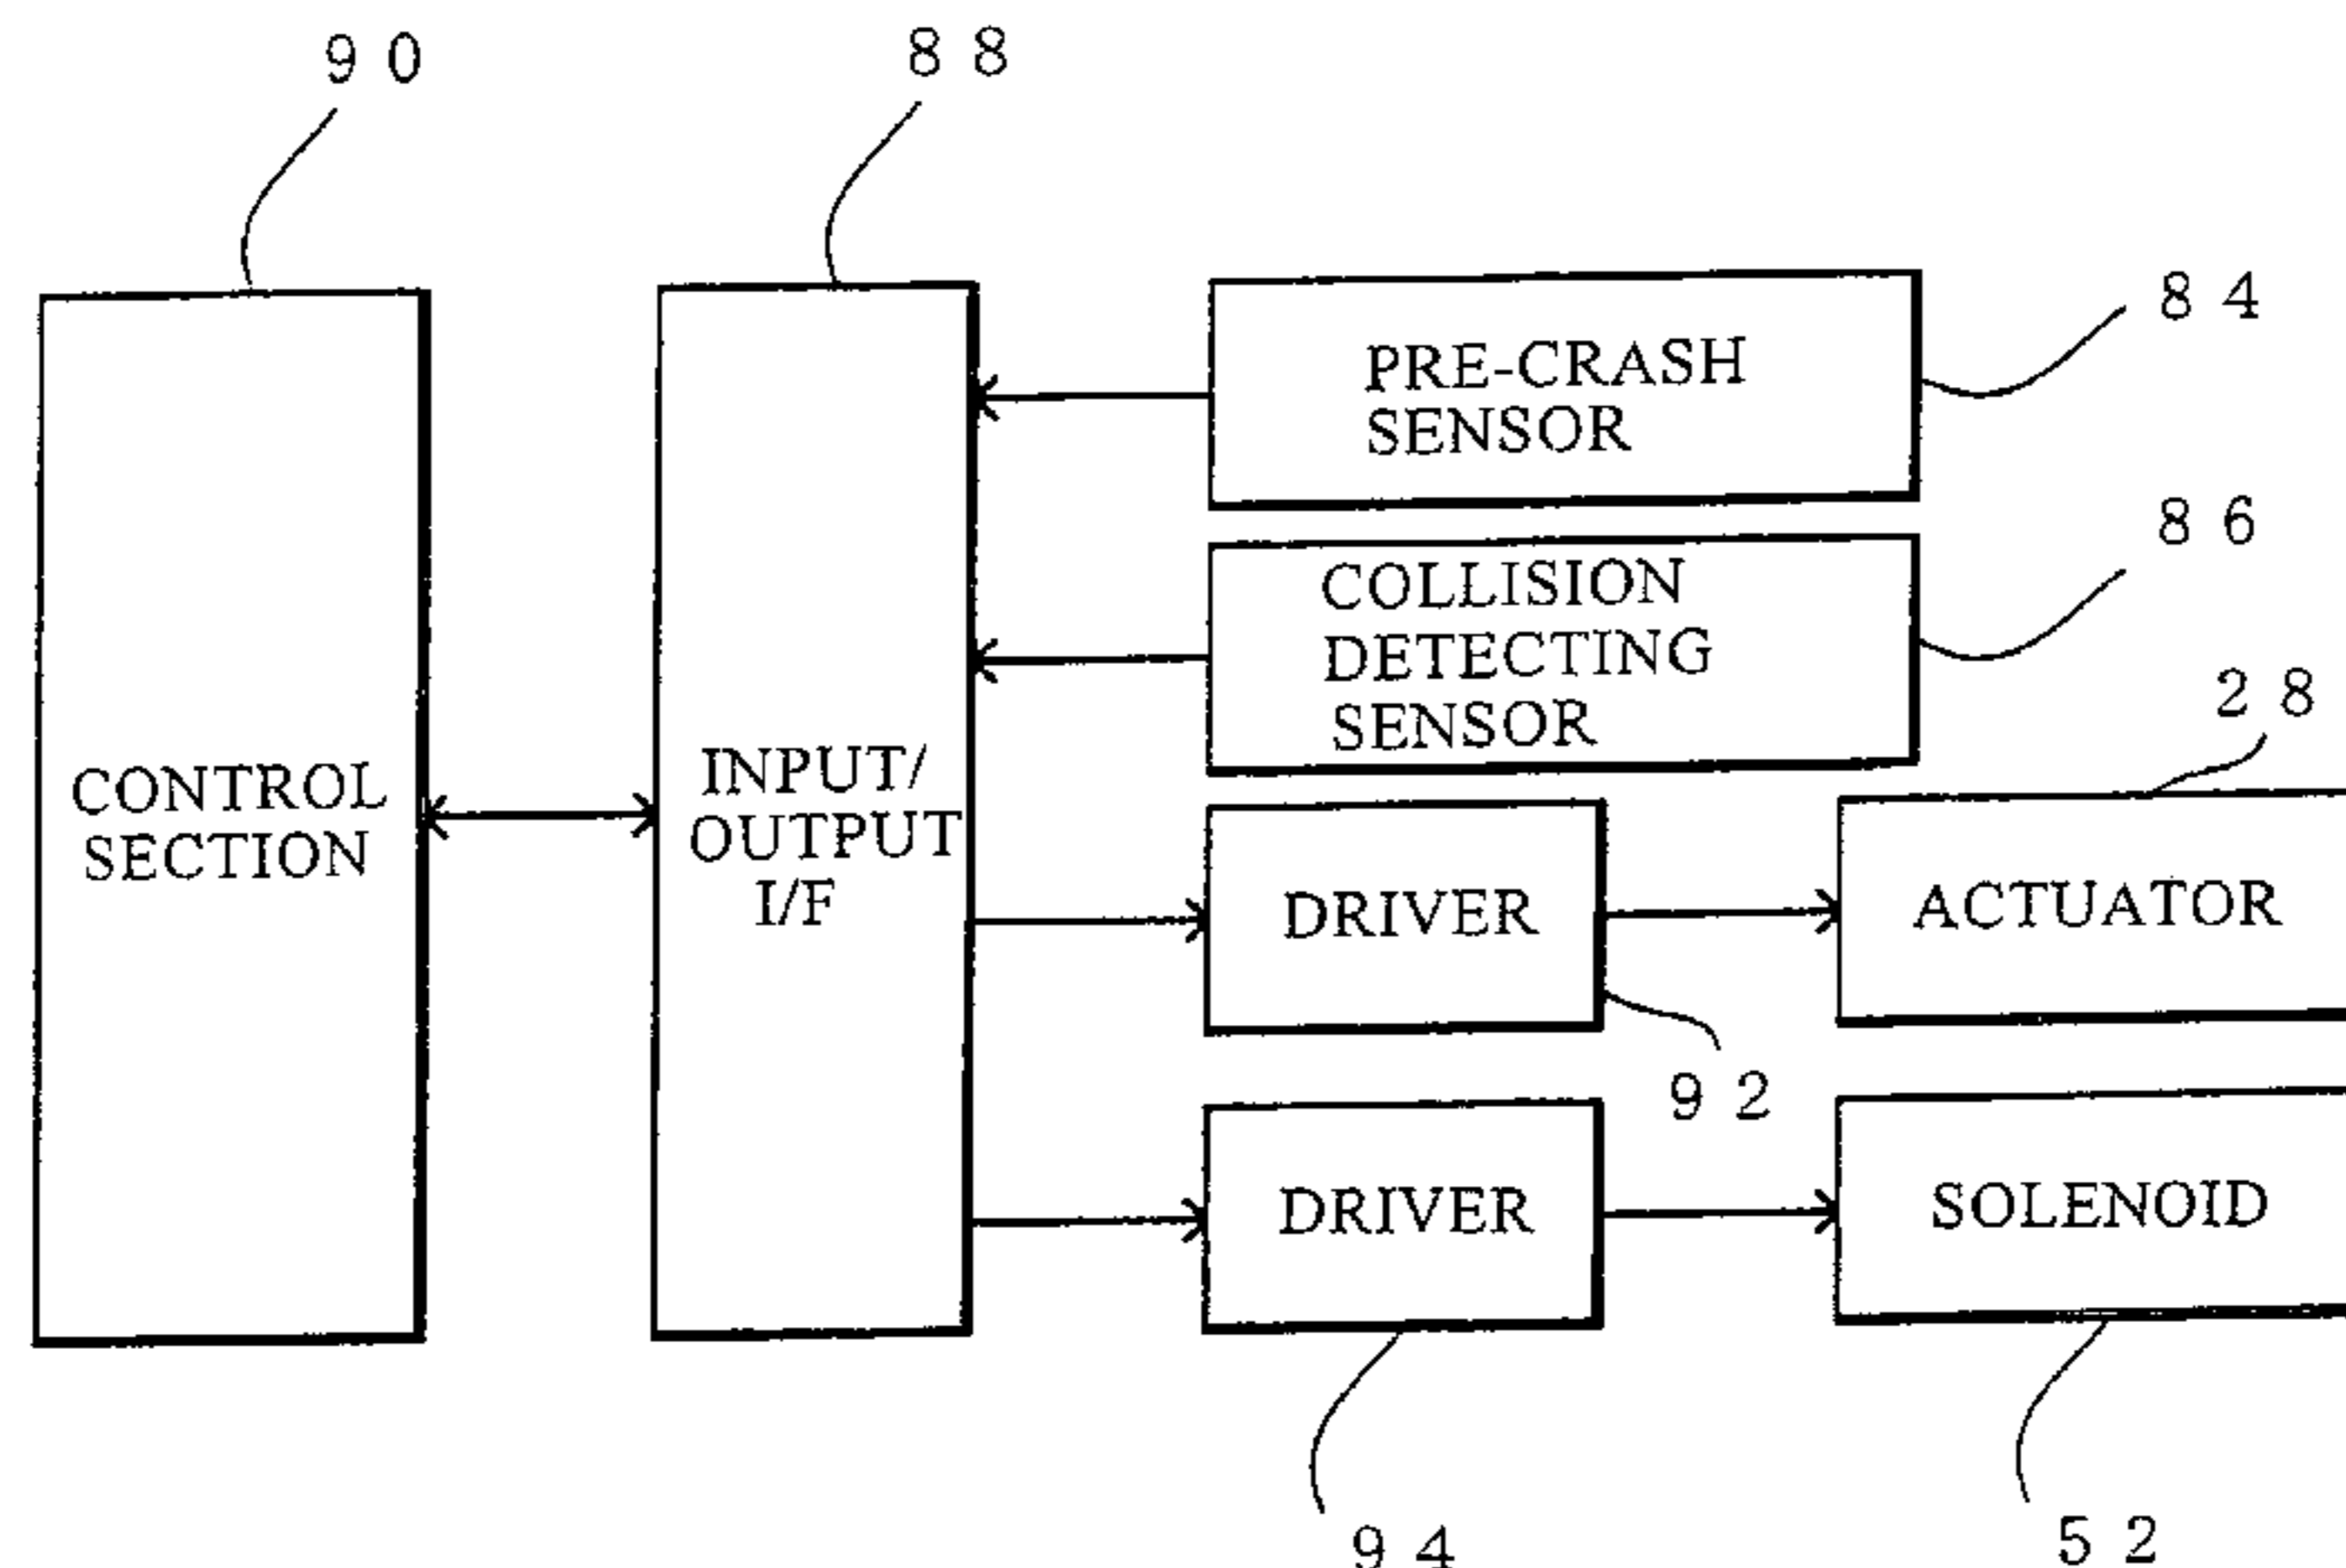 90
88
84
PRE-CRASH
SENSOR
86
COLLISION
DETECTING
SENSOR
28
CONTROL
SECTION
INPUT/
OUTPUT
I/F
DRIVER
ACTUATOR
92
DRIVER
SOLENOID
94
52